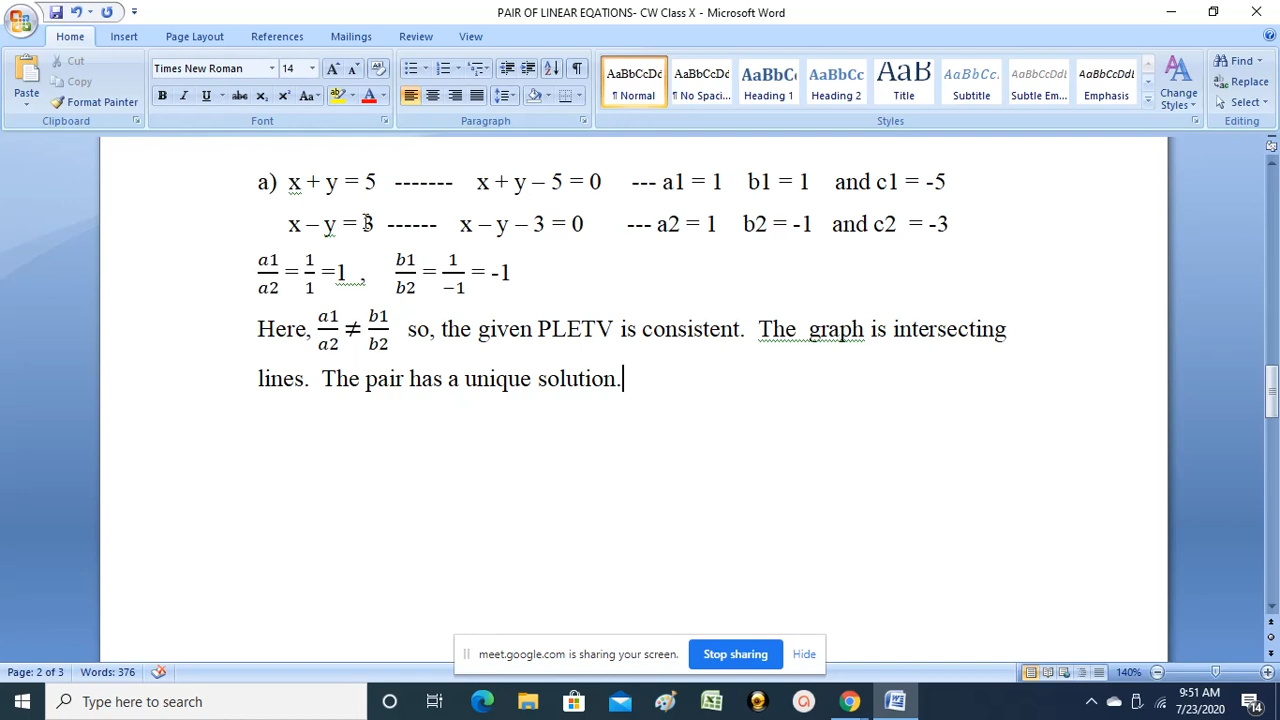 PAIR OF LINEAR EQATIONS- CW Class X - Microsoft Word
Home Insert Page Layout References Mailings Review View
Cut
Copy
Format Painter
Paste
Clipboard
Times New Roman 14
Font
Paragraph
AaBbCcDc AaBbCcDc AaBbCc AaBbCc AaB AaBbCc AaBbCcDc AaBbCcDc
¶ Normal ¶ No Spaci... Heading 1 Heading 2 Title Subtitle Subtle Em... Emphasis
Change Styles
Styles
Find
Replace
Select
Editing
a) x + y = 5 ------- x + y – 5 = 0 --- a1 = 1 b1 = 1 and c1 = -5
x – y = 3 ------ x – y – 3 = 0 --- a2 = 1 b2 = -1 and c2 = -3
a1/a2 = 1/1 =1 , b1/b2 = 1/−1 = -1
Here, a1/a2 ≠ b1/b2 so, the given PLETV is consistent. The graph is intersecting
lines. The pair has a unique solution.
meet.google.com is sharing your screen. Stop sharing Hide
Page: 2 of 3 Words: 376 140%
Type here to search
9:51 AM
7/23/2020
14